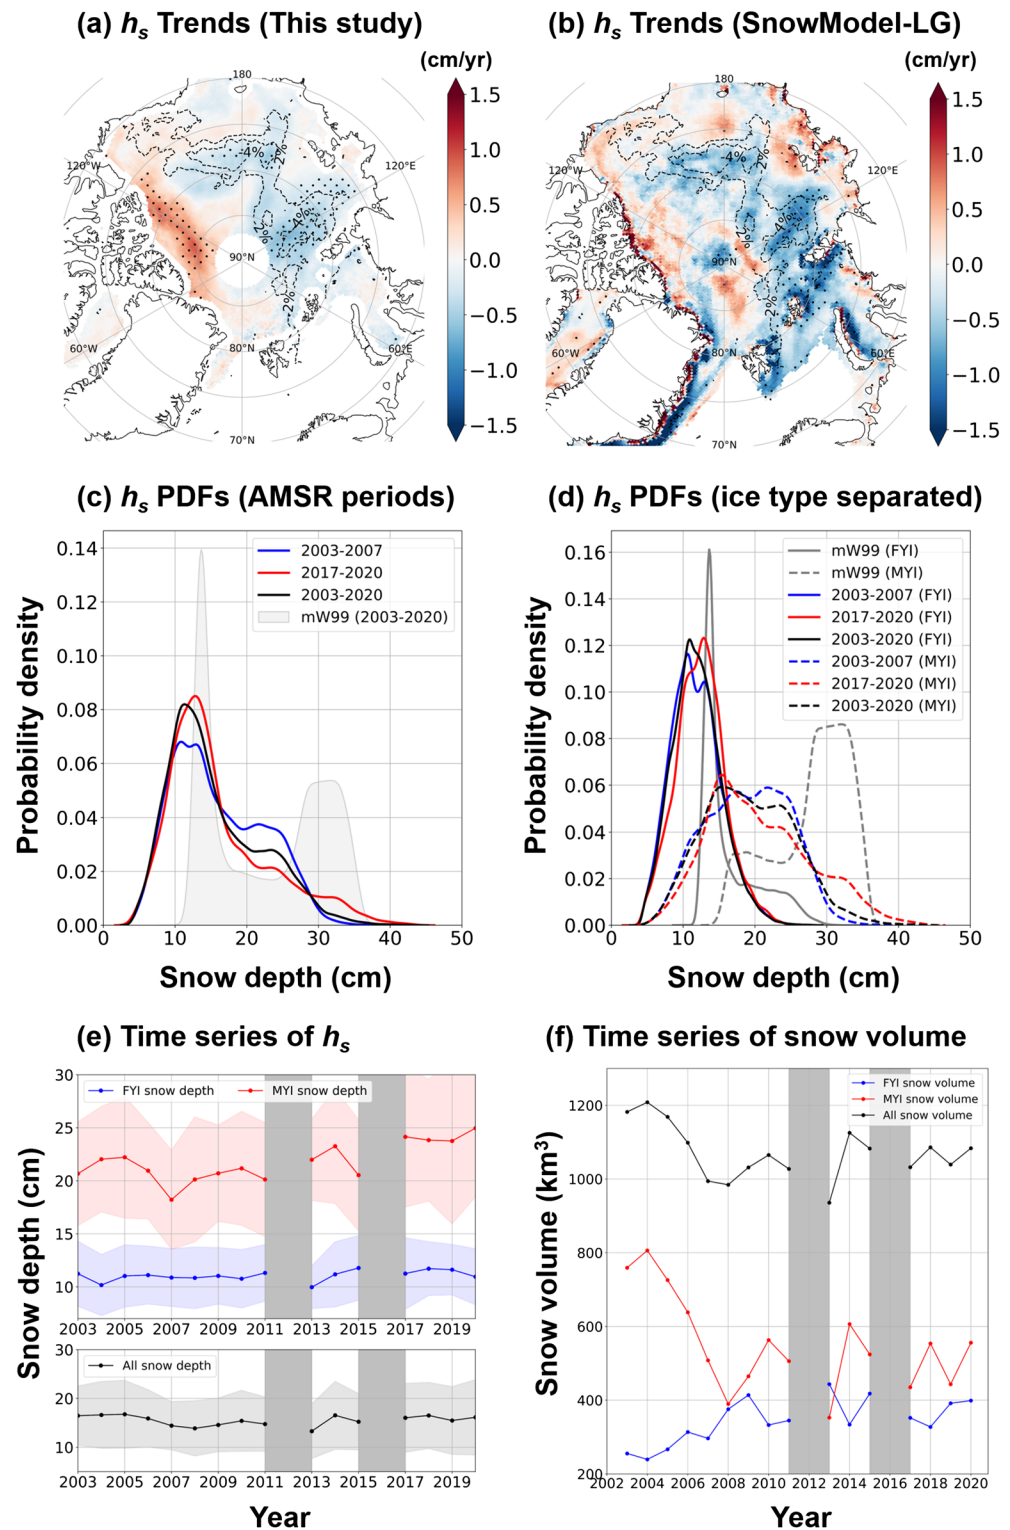 (a) hs Trends (This study)
(b) hs Trends (SnowModel-LG)
(cm/yr)
(cm/yr)
180
120°W
120°E
-4%
-2%
-2%
-4%
90°N
-2%
60°W
80°N
60°E
70°N
1.5
1.0
0.5
0.0
−0.5
−1.0
−1.5
180
120°W
120°E
-4%
-2%
-2%
-4%
90°N
-2%
60°W
80°N
60°E
70°N
1.5
1.0
0.5
0.0
−0.5
−1.0
−1.5
(c) hs PDFs (AMSR periods)
Probability density
0.14
0.12
0.10
0.08
0.06
0.04
0.02
0.00
2003-2007
2017-2020
2003-2020
mW99 (2003-2020)
0 10 20 30 40 50
Snow depth (cm)
(d) hs PDFs (ice type separated)
Probability density
0.16
0.14
0.12
0.10
0.08
0.06
0.04
0.02
0.00
mW99 (FYI)
mW99 (MYI)
2003-2007 (FYI)
2017-2020 (FYI)
2003-2020 (FYI)
2003-2007 (MYI)
2017-2020 (MYI)
2003-2020 (MYI)
0 10 20 30 40 50
Snow depth (cm)
(e) Time series of hs
Snow depth (cm)
30
25
20
15
10
FYI snow depth
MYI snow depth
2003 2005 2007 2009 2011 2013 2015 2017 2019
30
20
10
All snow depth
2003 2005 2007 2009 2011 2013 2015 2017 2019
Year
(f) Time series of snow volume
Snow volume (km³)
1200
1000
800
600
400
200
FYI snow volume
MYI snow volume
All snow volume
2002 2004 2006 2008 2010 2012 2014 2016 2018 2020
Year